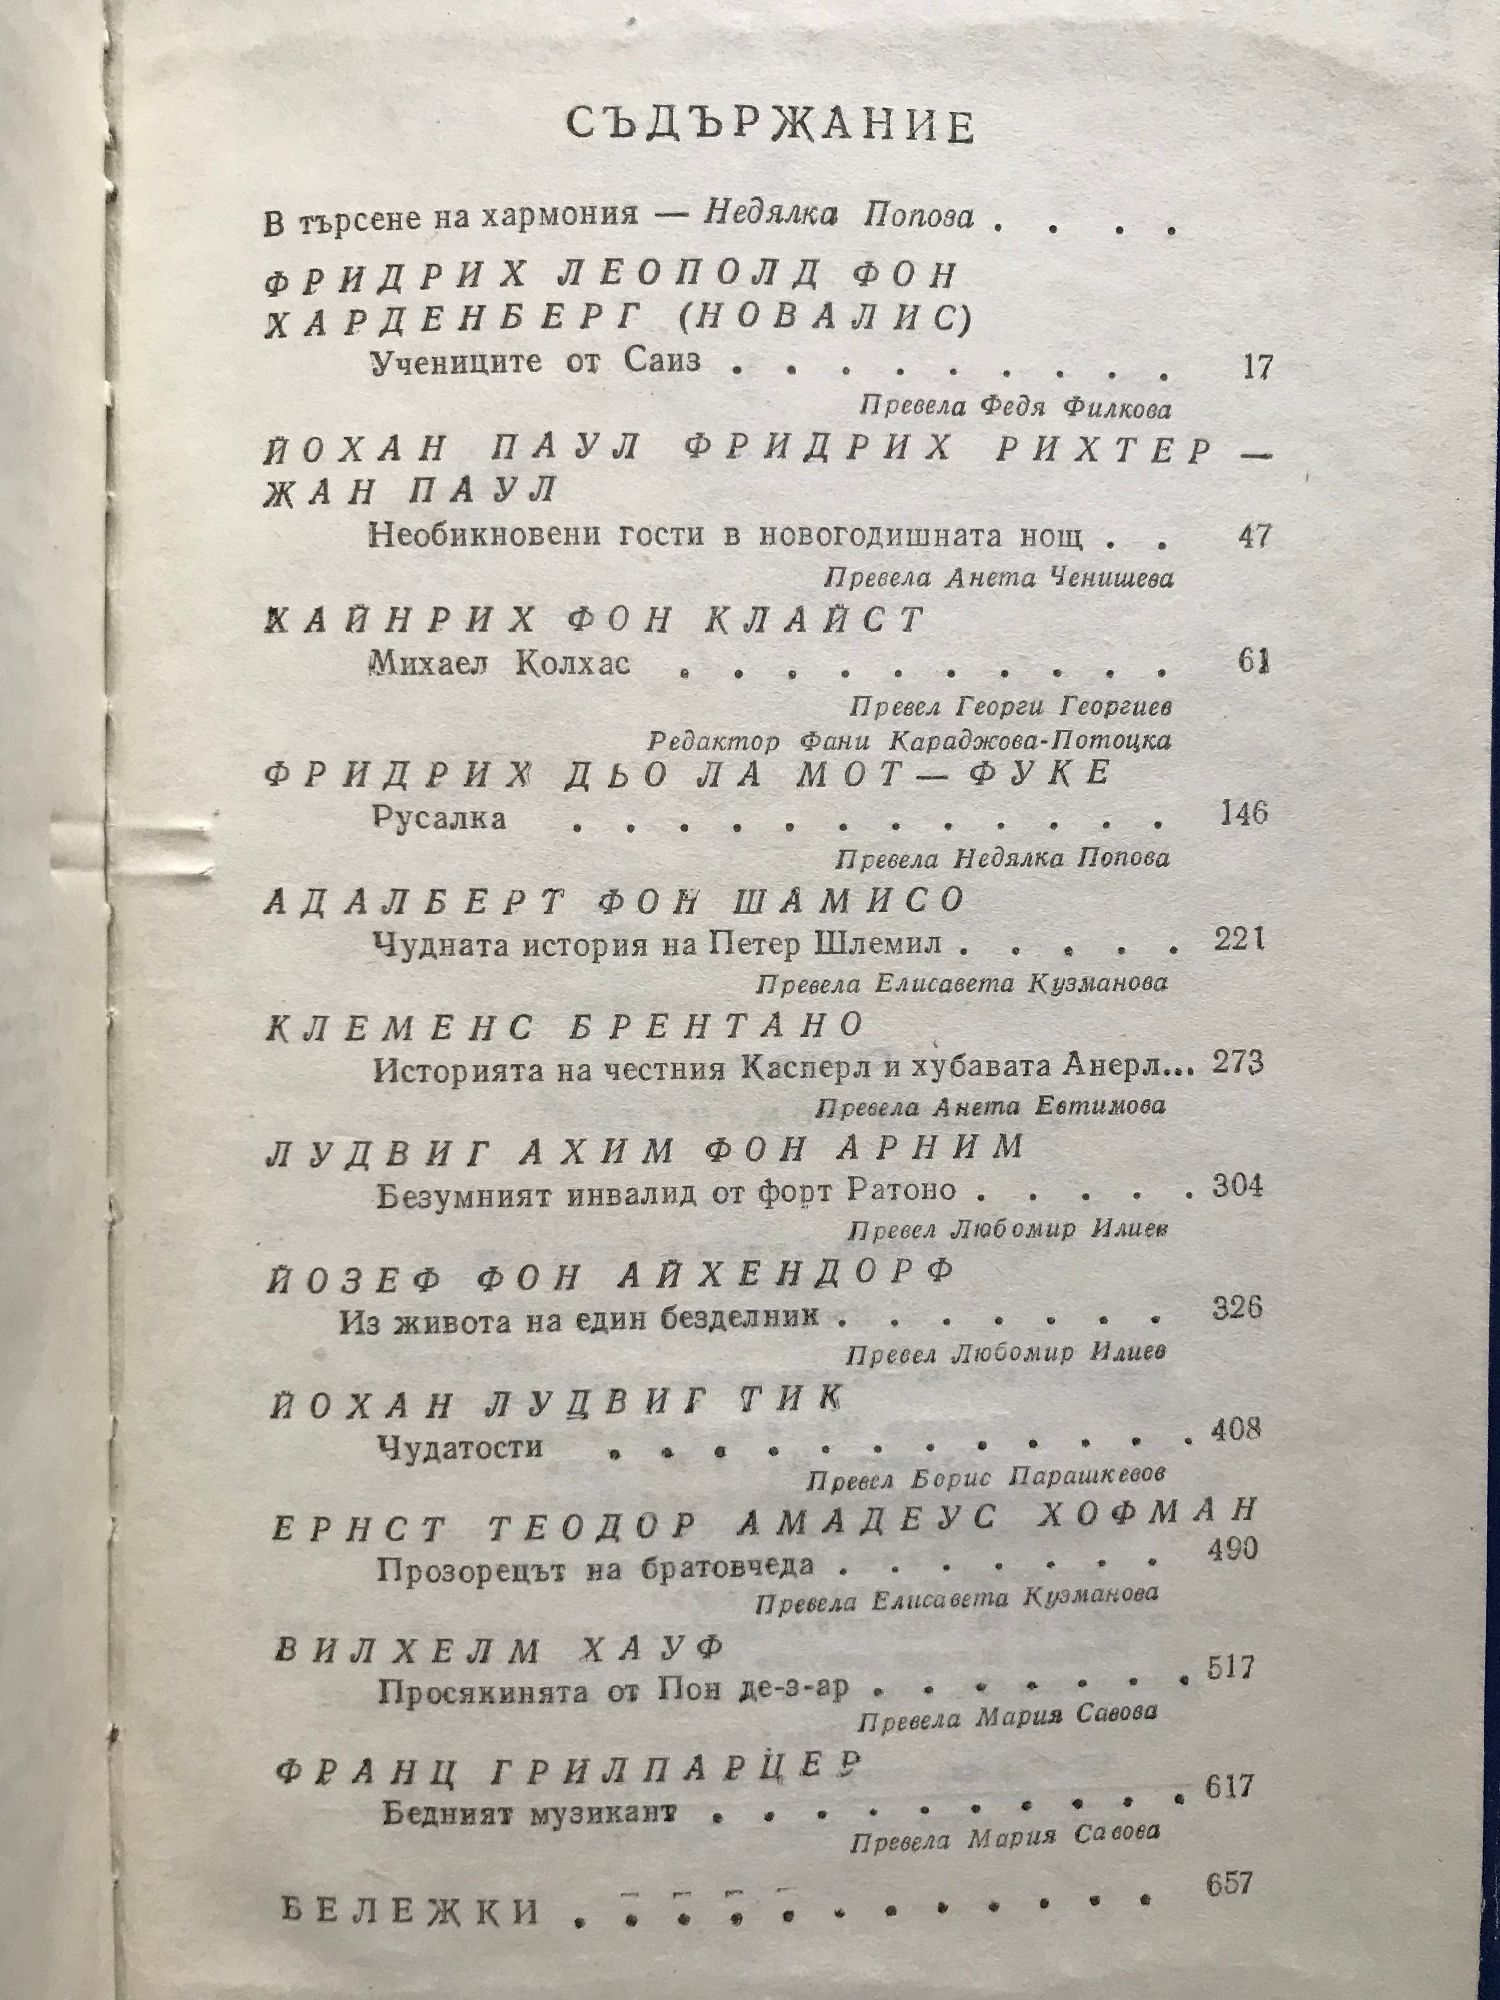 СЪДЪРЖАНИЕ
В търсене на хармония — Недялка Попова . . . .
ФРИДРИХ ЛЕОПОЛД ФОН
ХАРДЕНБЕРГ (НОВАЛИС)
Учениците от Саиз . . . . . . . . . 17
Превела Федя Филкова
ЙОХАН ПАУЛ ФРИДРИХ РИХТЕР —
ЖАН ПАУЛ
Необикновени гости в новогодишната нощ . . 47
Превела Анета Ченишева
ХАЙНРИХ ФОН КЛАЙСТ
Михаел Колхас . . . . . . . . . . 61
Превел Георги Георгиев
Редактор Фани Караджова-Потоцка
ФРИДРИХ ДЬО ЛА МОТ — ФУКЕ
Русалка . . . . . . . . . . . . 146
Превела Недялка Попова
АДАЛБЕРТ ФОН ШАМИСО
Чудната история на Петер Шлемил . . . . . 221
Превела Елисавета Кузманова
КЛЕМЕНС БРЕНТАНО
Историята на честния Касперл и хубавата Анерл... 273
Превела Анета Евтимова
ЛУДВИГ АХИМ ФОН АРНИМ
Безумният инвалид от форт Ратоно . . . . . 304
Превел Любомир Илиев
ЙОЗЕФ ФОН АЙХЕНДОРФ
Из живота на един безделник . . . . . . . 326
Превел Любомир Илиев
ЙОХАН ЛУДВИГ ТИК
Чудатости . . . . . . . . . . . . 408
Превел Борис Парашкевов
ЕРНСТ ТЕОДОР АМАДЕУС ХОФМАН
Прозорецът на братовчеда . . . . . . . 490
Превела Елисавета Кузманова
ВИЛХЕЛМ ХАУФ
Просякинята от Пон де-з-ар . . . . . . . 517
Превела Мария Савова
ФРАНЦ ГРИЛПАРЦЕР
Бедният музикант . . . . . . . . . . 617
Превела Мария Савова
БЕЛЕЖКИ . . . . . . . . . . . . 657